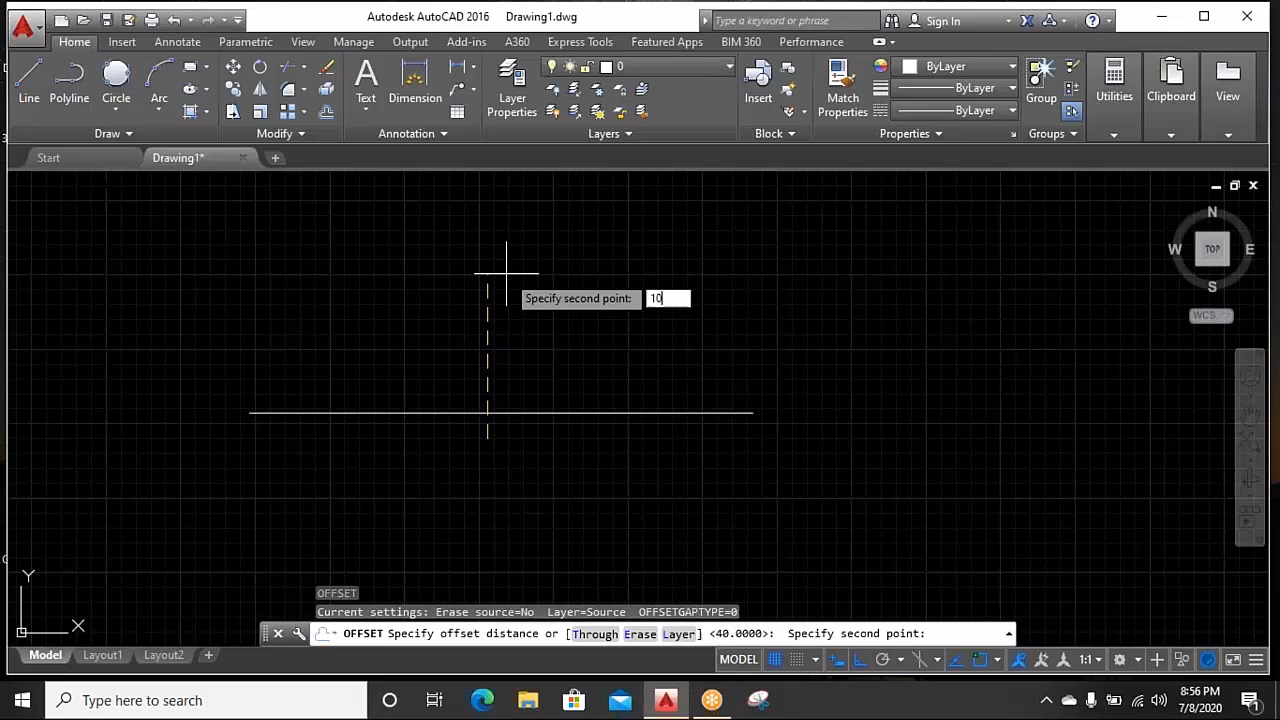 Autodesk AutoCAD 2016 Drawing1.dwg
Type a keyword or phrase
Sign In
Home Insert Annotate Parametric View Manage Output Add-ins A360 Express Tools Featured Apps BIM 360 Performance
0
ByLayer
ByLayer
ByLayer
Line Polyline Circle Arc Text Dimension Layer Properties Insert Match Properties Group Utilities Clipboard View
Draw Modify Annotation Layers Block Properties Groups
Start Drawing1*
N
W TOP E
S
WCS
Specify second point: 10
Y
X
OFFSET
Current settings: Erase source=No Layer=Source OFFSETGAPTYPE=0
OFFSET Specify offset distance or [Through Erase Layer] <40.0000>: Specify second point:
Model Layout1 Layout2
MODEL 1:1
Type here to search
8:56 PM
7/8/2020
1